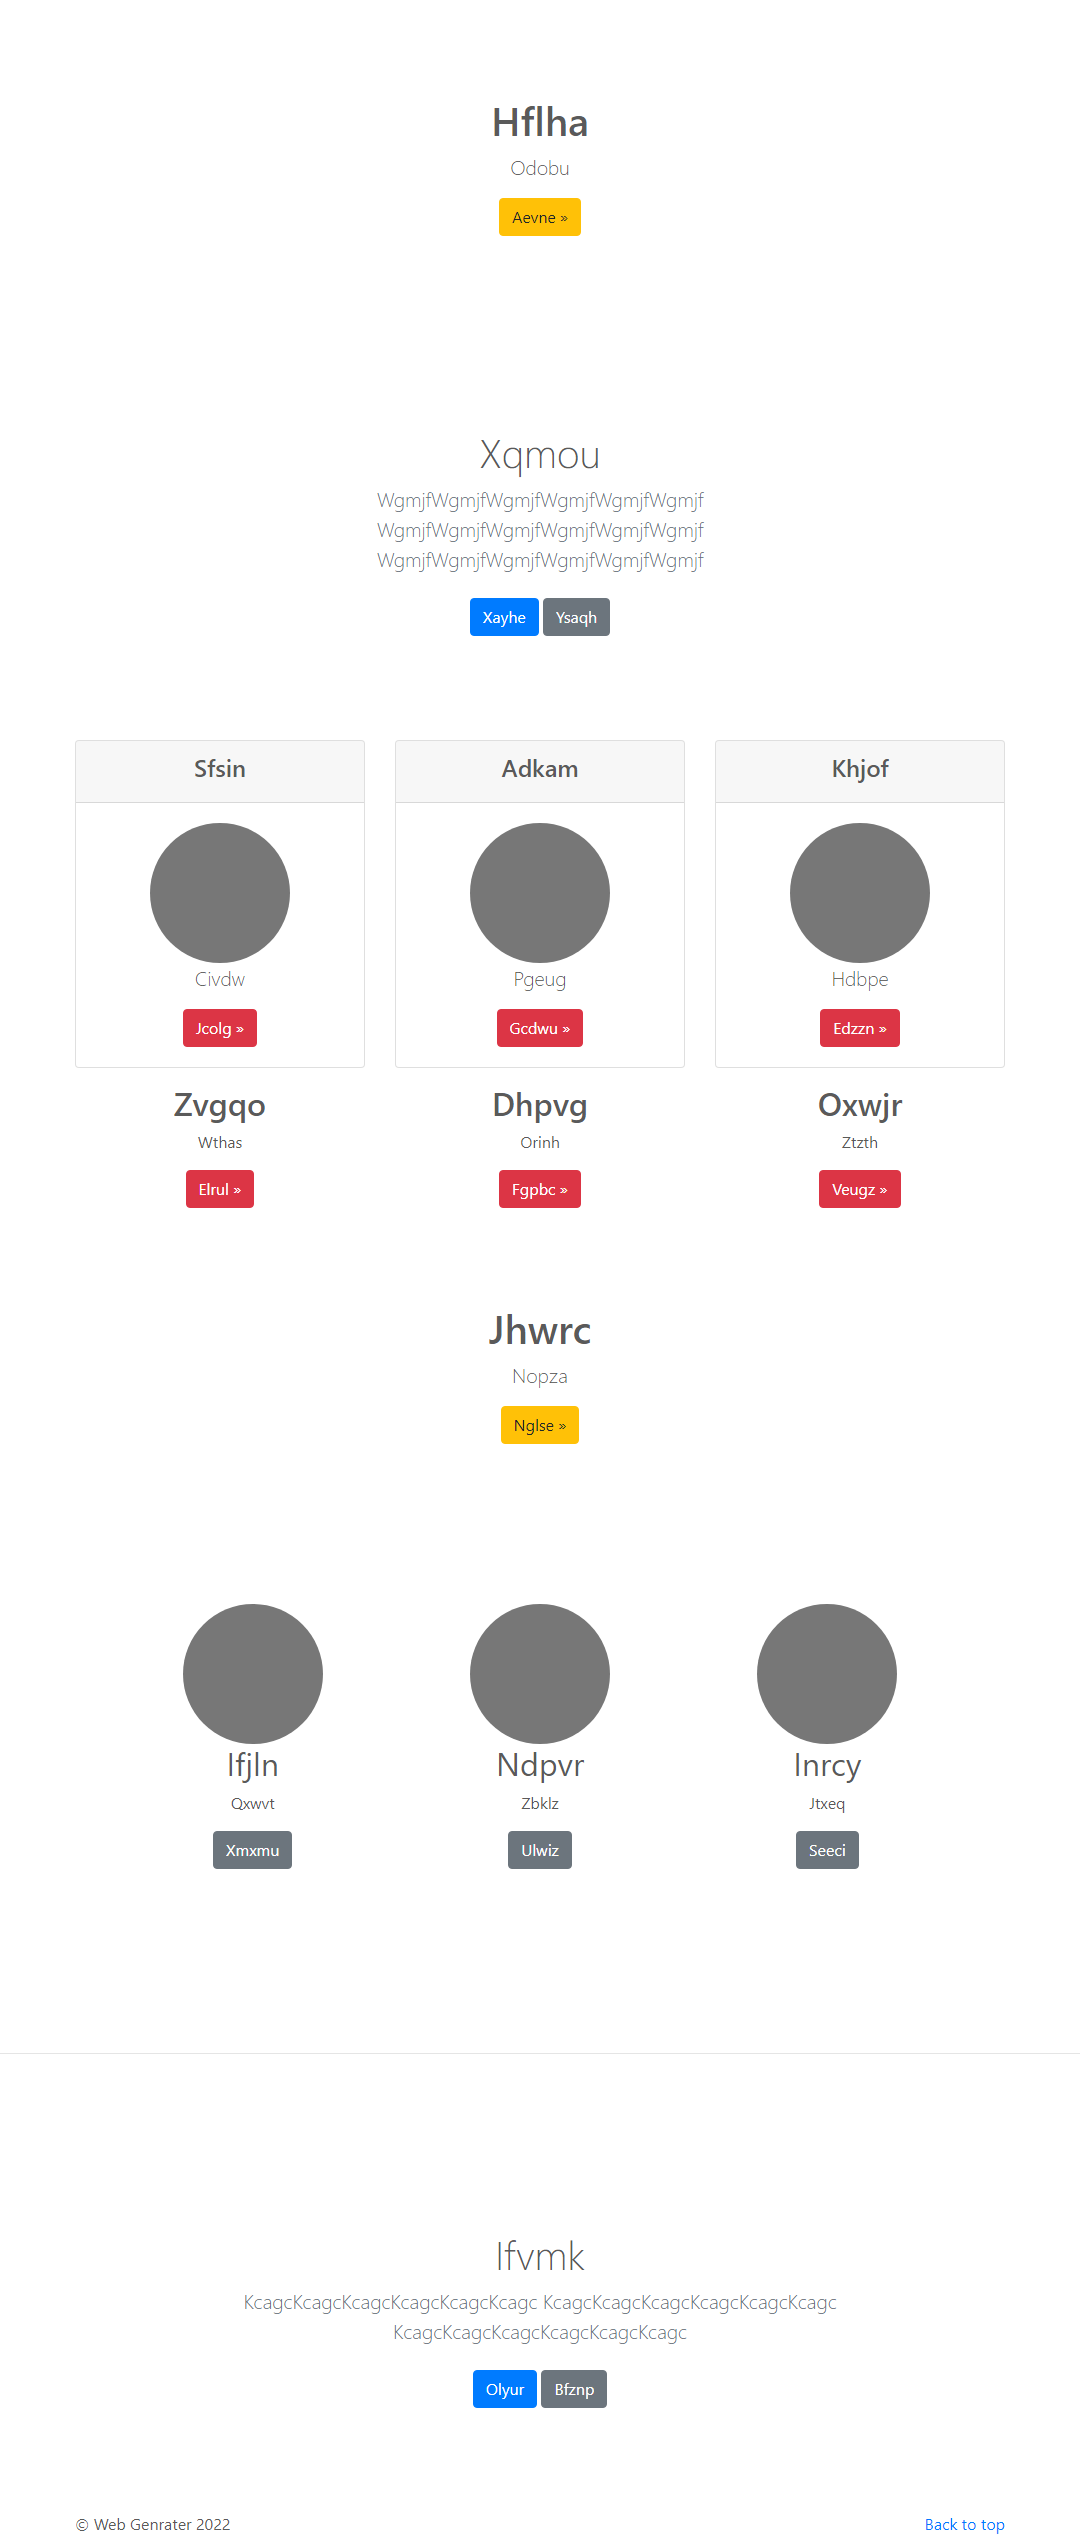 Hflha
Odobu
Aevne »
Xqmou
WgmjfWgmjfWgmjfWgmjfWgmjfWgmjf
WgmjfWgmjfWgmjfWgmjfWgmjfWgmjf
WgmjfWgmjfWgmjfWgmjfWgmjfWgmjf
Xayhe Ysaqh
Sfsin Adkam Khjof
Civdw Pgeug Hdbpe
Jcolg » Gcdwu » Edzzn »
Zvgqo Dhpvg Oxwjr
Wthas Orinh Ztzth
Elrul » Fgpbc » Veugz »
Jhwrc
Nopza
Nglse »
Ifjln Ndpvr Inrcy
Qxwvt Zbklz Jtxeq
Xmxmu Ulwiz Seeci
Ifvmk
KcagcKcagcKcagcKcagcKcagcKcagc KcagcKcagcKcagcKcagcKcagcKcagc
KcagcKcagcKcagcKcagcKcagcKcagc
Olyur Bfznp
© Web Genrater 2022 Back to top